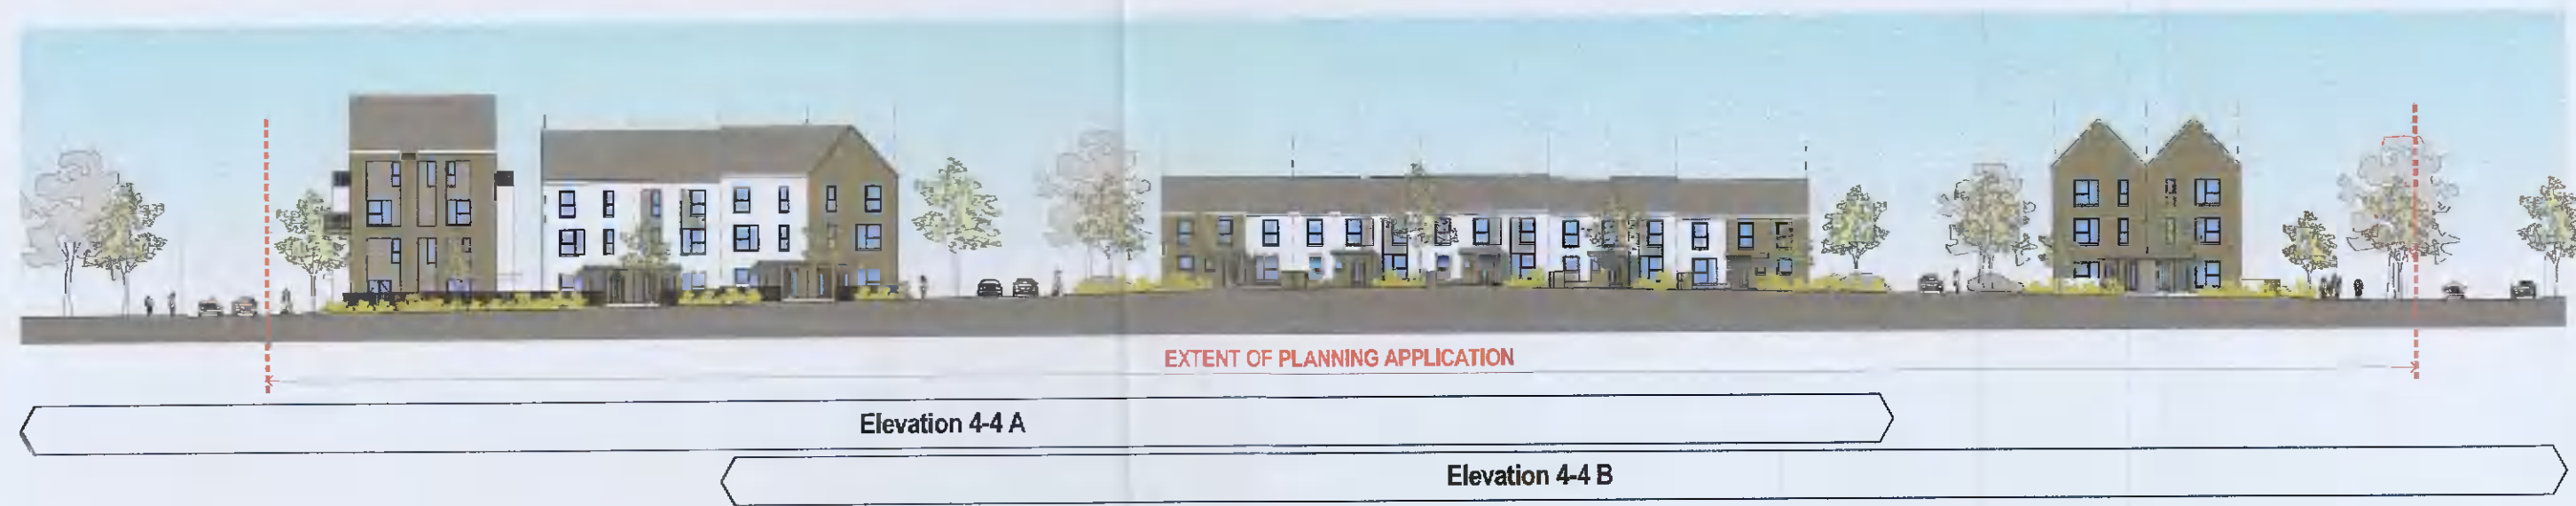 EXTENT OF PLANNING APPLICATION
Elevation 4-4 A
Elevation 4-4 B